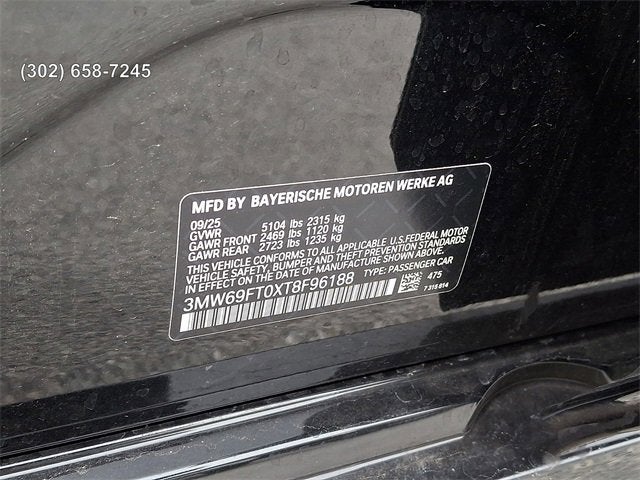 (302) 658-7245
MFD BY BAYERISCHE MOTOREN WERKE AG
09/25
GVWR 5104 lbs 2315 kg
GAWR FRONT 2469 lbs 1120 kg
GAWR REAR 2723 lbs 1235 kg
THIS VEHICLE CONFORMS TO ALL APPLICABLE U.S.FEDERAL MOTOR
VEHICLE SAFETY, BUMPER, AND THEFT PREVENTION STANDARDS
IN EFFECT ON THE DATE OF MANUFACTURE SHOWN ABOVE.
3MW69FT0XT8F96188 TYPE: PASSENGER CAR
475
7 315 814